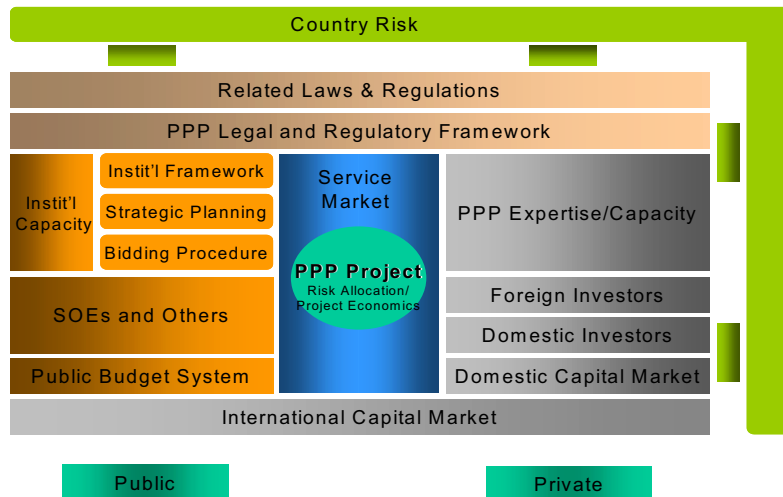 Country Risk
Related Laws & Regulations
PPP Legal and Regulatory Framework
Instit'l
Capacity
Instit'l Framework
Strategic Planning
Bidding Procedure
Service
Market
PPP Project
Risk Allocation/
Project Economics
PPP Expertise/Capacity
SOEs and Others
Foreign Investors
Domestic Investors
Public Budget System
Domestic Capital Market
International Capital Market
Public
Private